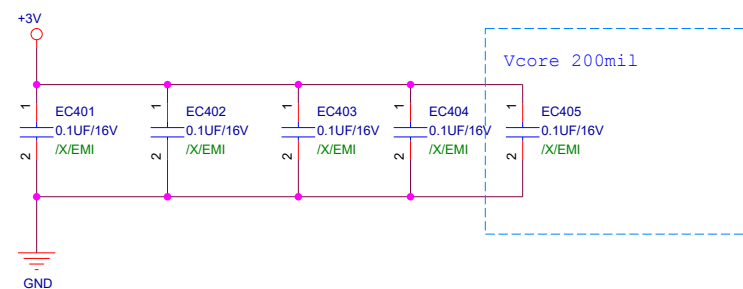 +3V
Vcore 200mil
1
EC401
0.1UF/16V
/X/EMI
2
1
EC402
0.1UF/16V
/X/EMI
2
1
EC403
0.1UF/16V
/X/EMI
2
1
EC404
0.1UF/16V
/X/EMI
2
1
EC405
0.1UF/16V
/X/EMI
2
GND